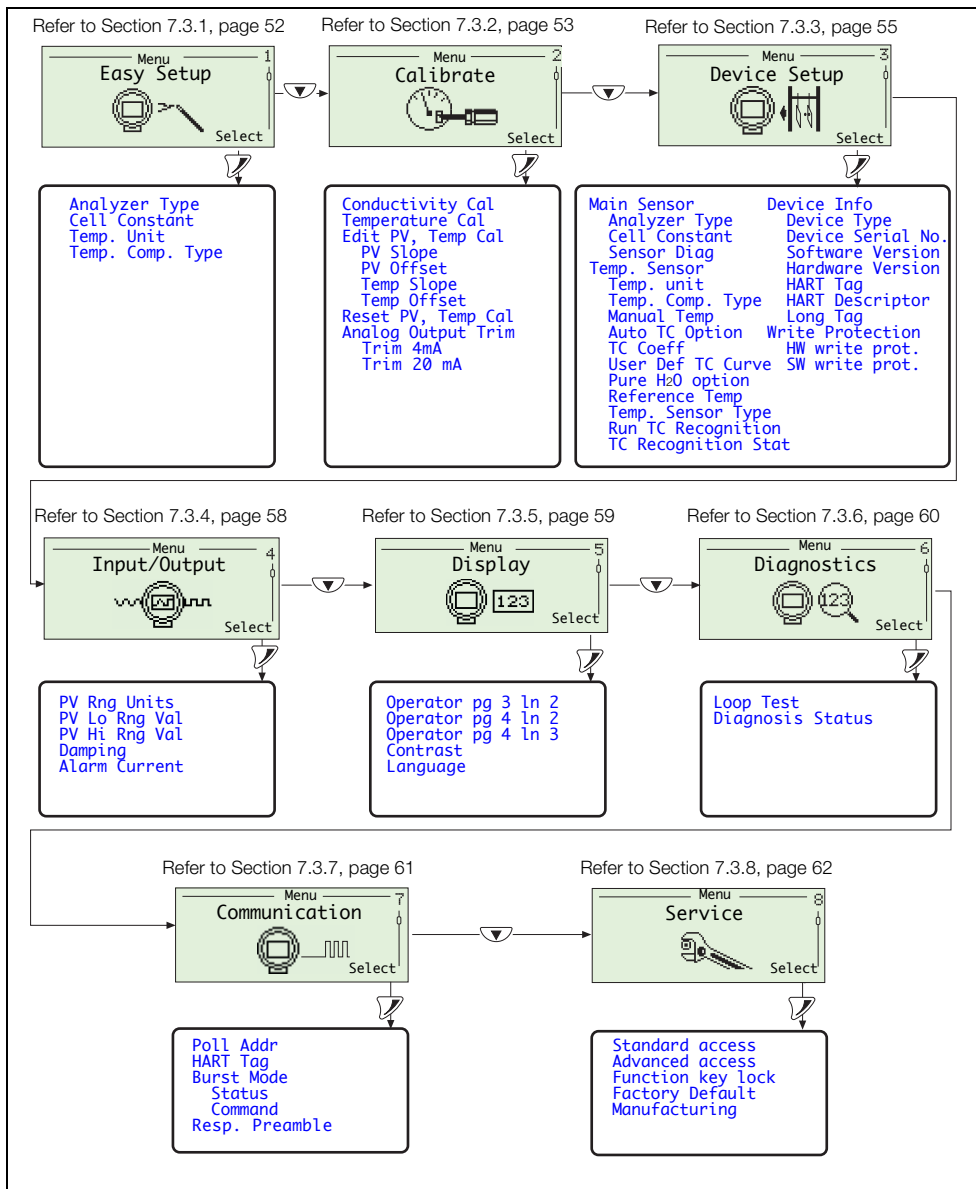 Refer to Section 7.3.1, page 52
Refer to Section 7.3.2, page 53
Refer to Section 7.3.3, page 55
Menu 1
Easy Setup
Select
Menu 2
Calibrate
Select
Menu 3
Device Setup
Select
Analyzer Type
Cell Constant
Temp. Unit
Temp. Comp. Type
Conductivity Cal
Temperature Cal
Edit PV, Temp Cal
PV Slope
PV Offset
Temp Slope
Temp Offset
Reset PV, Temp Cal
Analog Output Trim
Trim 4mA
Trim 20 mA
Main Sensor
Analyzer Type
Cell Constant
Sensor Diag
Temp. Sensor
Temp. unit
Temp. Comp. Type
Manual Temp
Auto TC Option
TC Coeff
User Def TC Curve
Pure H2O option
Reference Temp
Temp. Sensor Type
Run TC Recognition
TC Recognition Stat
Device Info
Device Type
Device Serial No.
Software Version
Hardware Version
HART Tag
HART Descriptor
Long Tag
Write Protection
HW write prot.
SW write prot.
Refer to Section 7.3.4, page 58
Refer to Section 7.3.5, page 59
Refer to Section 7.3.6, page 60
Menu 4
Input/Output
Select
Menu 5
Display
123
Select
Menu 6
Diagnostics
123
Select
PV Rng Units
PV Lo Rng Val
PV Hi Rng Val
Damping
Alarm Current
Operator pg 3 ln 2
Operator pg 4 ln 2
Operator pg 4 ln 3
Contrast
Language
Loop Test
Diagnosis Status
Refer to Section 7.3.7, page 61
Refer to Section 7.3.8, page 62
Menu 7
Communication
Select
Menu 8
Service
Select
Poll Addr
HART Tag
Burst Mode
Status
Command
Resp. Preamble
Standard access
Advanced access
Function key lock
Factory Default
Manufacturing